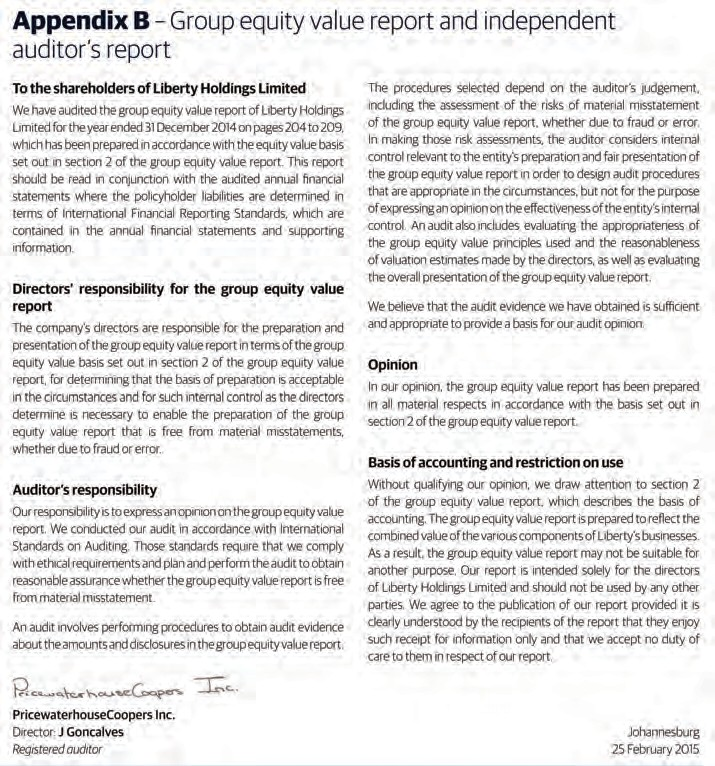 Appendix B – Group equity value report and independent
auditor's report
To the shareholders of Liberty Holdings Limited
We have audited the group equity value report of Liberty Holdings
Limited for the year ended 31 December 2014 on pages 204 to 209,
which has been prepared in accordance with the equity value basis
set out in section 2 of the group equity value report. This report
should be read in conjunction with the audited annual financial
statements where the policyholder liabilities are determined in
terms of International Financial Reporting Standards, which are
contained in the annual financial statements and supporting
information.
Directors' responsibility for the group equity value
report
The company's directors are responsible for the preparation and
presentation of the group equity value report in terms of the group
equity value basis set out in section 2 of the group equity value
report, for determining that the basis of preparation is acceptable
in the circumstances and for such internal control as the directors
determine is necessary to enable the preparation of the group
equity value report that is free from material misstatements,
whether due to fraud or error.
Auditor's responsibility
Our responsibility is to express an opinion on the group equity value
report. We conducted our audit in accordance with International
Standards on Auditing. Those standards require that we comply
with ethical requirements and plan and perform the audit to obtain
reasonable assurance whether the group equity value report is free
from material misstatement.
An audit involves performing procedures to obtain audit evidence
about the amounts and disclosures in the group equity value report.
The procedures selected depend on the auditor's judgement,
including the assessment of the risks of material misstatement
of the group equity value report, whether due to fraud or error.
In making those risk assessments, the auditor considers internal
control relevant to the entity's preparation and fair presentation of
the group equity value report in order to design audit procedures
that are appropriate in the circumstances, but not for the purpose
of expressing an opinion on the effectiveness of the entity's internal
control. An audit also includes evaluating the appropriateness of
the group equity value principles used and the reasonableness
of valuation estimates made by the directors, as well as evaluating
the overall presentation of the group equity value report.
We believe that the audit evidence we have obtained is sufficient
and appropriate to provide a basis for our audit opinion.
Opinion
In our opinion, the group equity value report has been prepared
in all material respects in accordance with the basis set out in
section 2 of the group equity value report.
Basis of accounting and restriction on use
Without qualifying our opinion, we draw attention to section 2
of the group equity value report, which describes the basis of
accounting. The group equity value report is prepared to reflect the
combined value of the various components of Liberty's businesses.
As a result, the group equity value report may not be suitable for
another purpose. Our report is intended solely for the directors
of Liberty Holdings Limited and should not be used by any other
parties. We agree to the publication of our report provided it is
clearly understood by the recipients of the report that they enjoy
such receipt for information only and that we accept no duty of
care to them in respect of our report.
PricewaterhouseCoopers Inc.
PricewaterhouseCoopers Inc.
Director: J Goncalves
Registered auditor
Johannesburg
25 February 2015